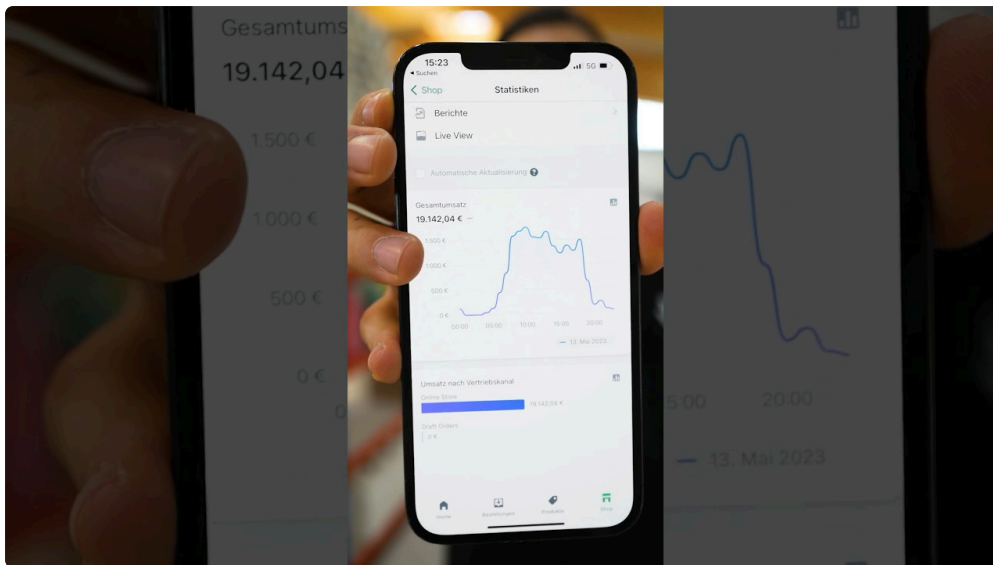 Gesamtums
19.142,04
1.500 €
1.000 €
500 €
0 €
0
15:23
5G
Suchen
Shop
Statistiken
Berichte
Live View
Automatische Aktualisierung ?
Gesamtumsatz
19.142,04 €
1.500 €
1.000 €
500 €
0 €
00:00 05:00 10:00 15:00 20:00
13. Mai 2023
Umsatz nach Vertriebskanal
Online Store
19.142,04 €
Draft Orders
0 €
Home Bestellungen Produkte Shop
5:00 20:00
13. Mai 2023